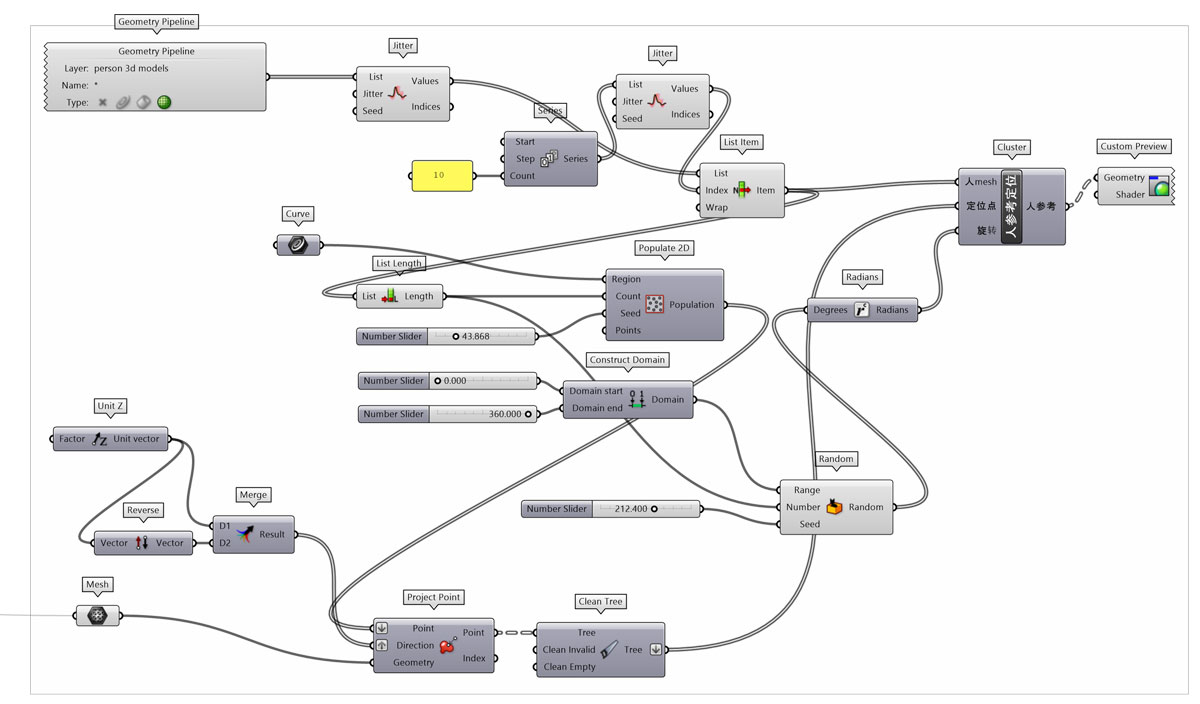 Geometry Pipeline
Geometry Pipeline
Layer: person 3d models
Name: *
Type:
Jitter
List
Jitter
Seed
Values
Indices
Jitter
List
Jitter
Seed
Values
Indices
Series
Start
Step
Count
Series
10
List Item
List
Index
Wrap
N
Item
Cluster
人mesh
定位点
旋转
人参考定位
人参考
Custom Preview
Geometry
Shader
Curve
List Length
List
L
Length
Populate 2D
Region
Count
Seed
Points
Population
Radians
Degrees
r
Radians
Number Slider
43.868
Construct Domain
Number Slider
0.000
Number Slider
360.000
Domain start
Domain end
0 1
Domain
Unit Z
Factor
Z
Unit vector
Reverse
Vector
Vector
Merge
D1
D2
Result
Random
Range
Number
Seed
Random
Number Slider
212.400
Mesh
Project Point
Point
Direction
Geometry
Point
Index
Clean Tree
Tree
Clean Invalid
Clean Empty
Tree